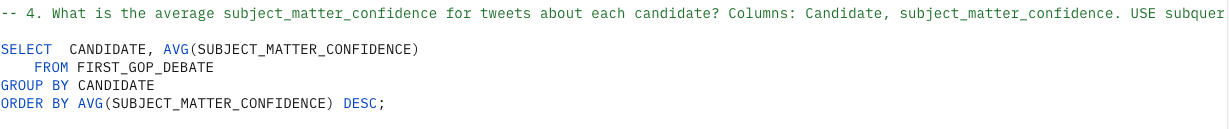 -- 4. What is the average subject_matter_confidence for tweets about each candidate? Columns: Candidate, subject_matter_confidence. USE subquer
SELECT  CANDIDATE, AVG(SUBJECT_MATTER_CONFIDENCE)
    FROM FIRST_GOP_DEBATE
GROUP BY CANDIDATE
ORDER BY AVG(SUBJECT_MATTER_CONFIDENCE) DESC;